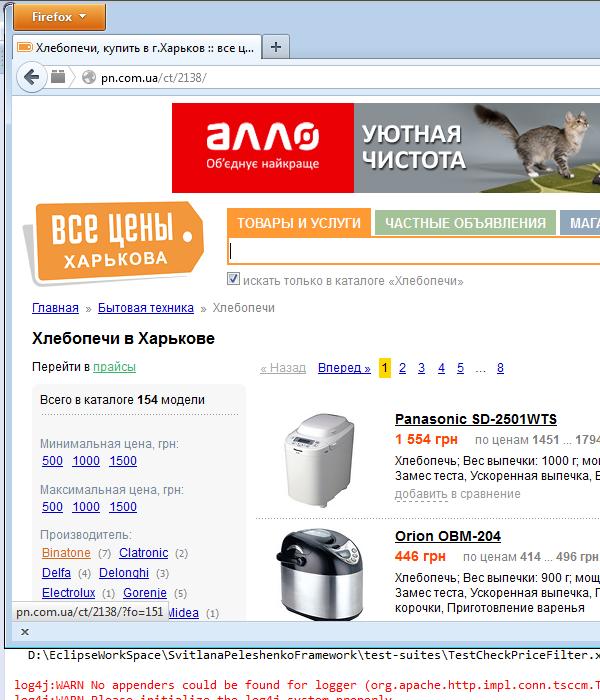 Firefox
Хлебопечи, купить в г.Харьков :: все ц...
pn.com.ua/ct/2138/
алло
Об'єднує найкраще
УЮТНАЯ
ЧИСТОТА
ВСЕ ЦЕНЫ
ХАРЬКОВА
ТОВАРЫ И УСЛУГИ
ЧАСТНЫЕ ОБЪЯВЛЕНИЯ
МАГА
искать только в каталоге «Хлебопечи»
Главная » Бытовая техника » Хлебопечи
Хлебопечи в Харькове
Перейти в прайсы
« Назад Вперед » 1 2 3 4 5 ... 8
Всего в каталоге 154 модели
Минимальная цена, грн:
500 1000 1500
Максимальная цена, грн:
500 1000 1500
Производитель:
Binatone (7) Clatronic (2)
Delfa (4) Delonghi (3)
Electrolux (1) Gorenje (5)
Midea (1)
pn.com.ua/ct/2138/?fo=151
Panasonic SD-2501WTS
1 554 грн по ценам 1451 ... 1794
Хлебопечь; Вес выпечки: 1000 г; мо
Замес теста, Ускоренная выпечка, В
добавить в сравнение
Orion OBM-204
446 грн по ценам 414 ... 496 грн
Хлебопечь; Вес выпечки: 900 г; мощ
Замес теста, Ускоренная выпечка, Г
корочки, Приготовление варенья
x
D:\EclipseWorkSpace\SvitlanaPeleshenkoFramework\test-suites\TestCheckPriceFilter.x
log4j:WARN No appenders could be found for logger (org.apache.http.impl.conn.tsccm.T
log4j:WARN Please initialize the log4j system properly.